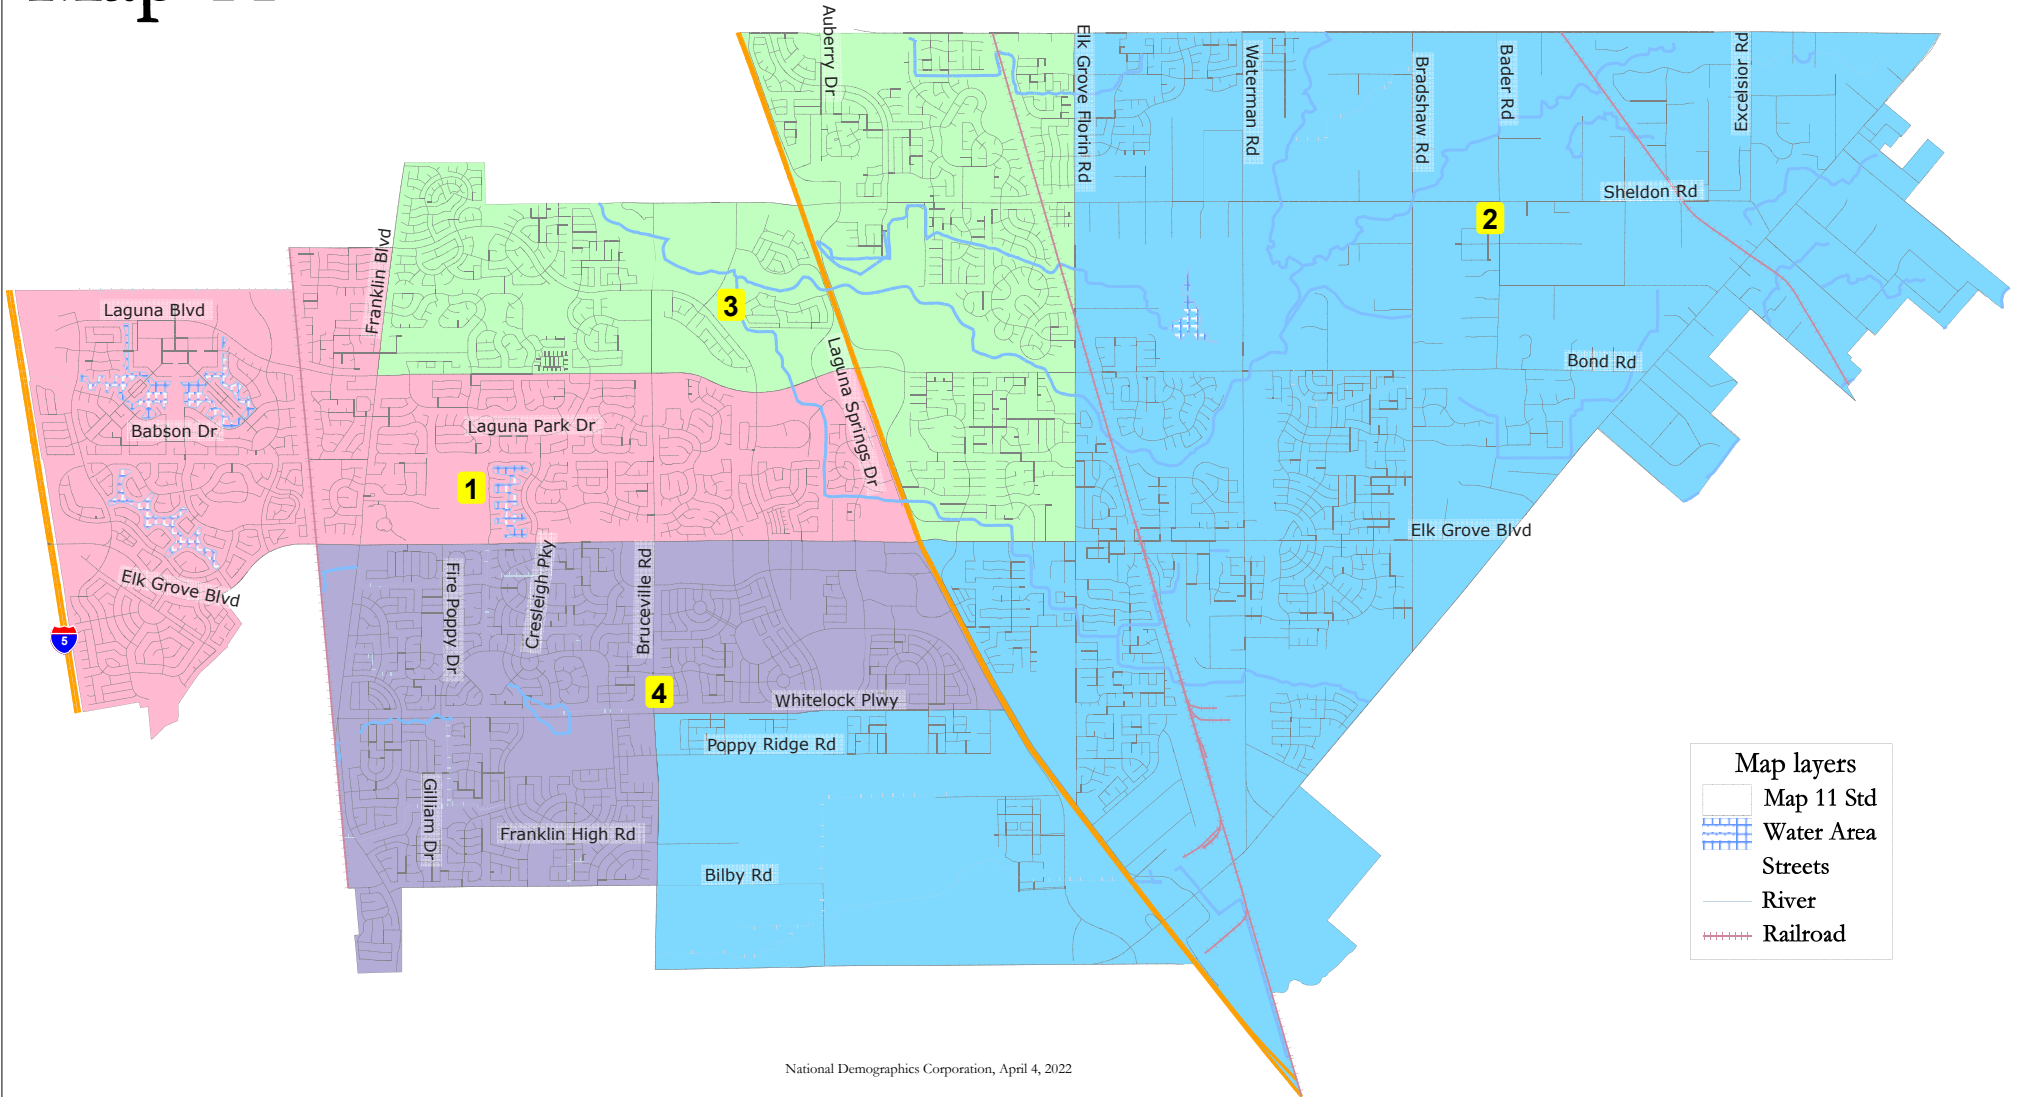 Auberry Dr
Elk Grove Florin Rd
Waterman Rd
Bradshaw Rd
Bader Rd
Excelsior Rd
Sheldon Rd
2
Franklin Blvd
Laguna Blvd
3
Laguna Springs Dr
Bond Rd
Babson Dr
Laguna Park Dr
1
Elk Grove Blvd
Elk Grove Blvd
Fire Poppy Dr
Cresleigh Pky
Bruceville Rd
5
4
Whitelock Plwy
Poppy Ridge Rd
Gilliam Dr
Franklin High Rd
Bilby Rd
Map layers
Map 11 Std
Water Area
Streets
River
Railroad
National Demographics Corporation, April 4, 2022